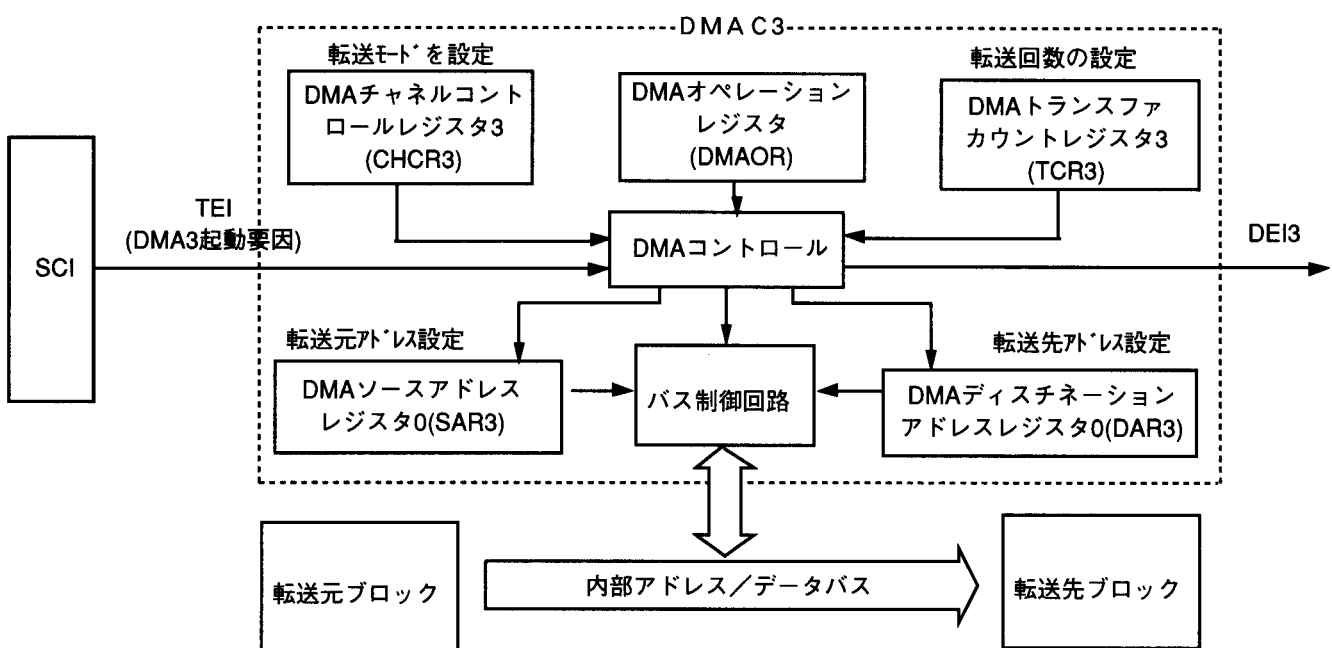 DMAC3
転送モードを設定
転送回数の設定
DMAチャネルコント
ロールレジスタ3
(CHCR3)
DMAオペレーション
レジスタ
(DMAOR)
DMAトランスファ
カウントレジスタ3
(TCR3)
TEI
(DMA3起動要因)
SCI
DMAコントロール
DEI3
転送元アドレス設定
転送先アドレス設定
DMAソースアドレス
レジスタ0(SAR3)
バス制御回路
DMAディスチネーション
アドレスレジスタ0(DAR3)
転送元ブロック
内部アドレス／データバス
転送先ブロック